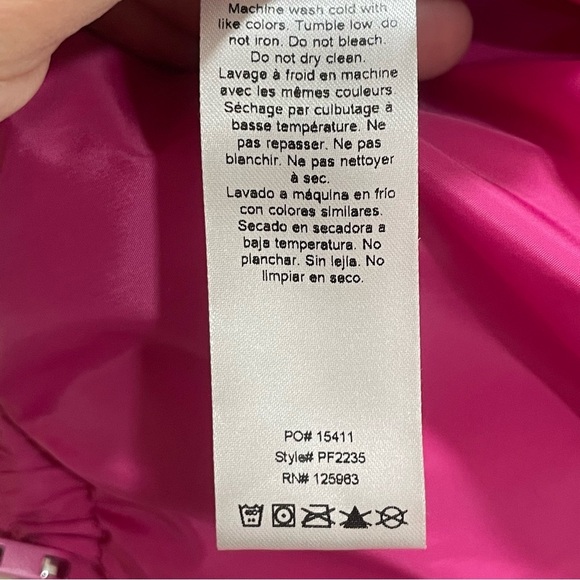 Machine wash cold with
like colors. Tumble low .do
not iron. Do not bleach.
Do not dry clean.
Lavage à froid en machine
avec les mêmes couleurs.
Séchage par culbutage à
basse température. Ne
pas repasser. Ne pas
blanchir. Ne pas nettoyer
à sec.
Lavado a máquina en frío
con colores similares.
Secado en secadora a
baja temperatura. No
planchar. Sin lejía. No
limpiar en seco.
PO# 15411
Style# PF2235
RN# 125983